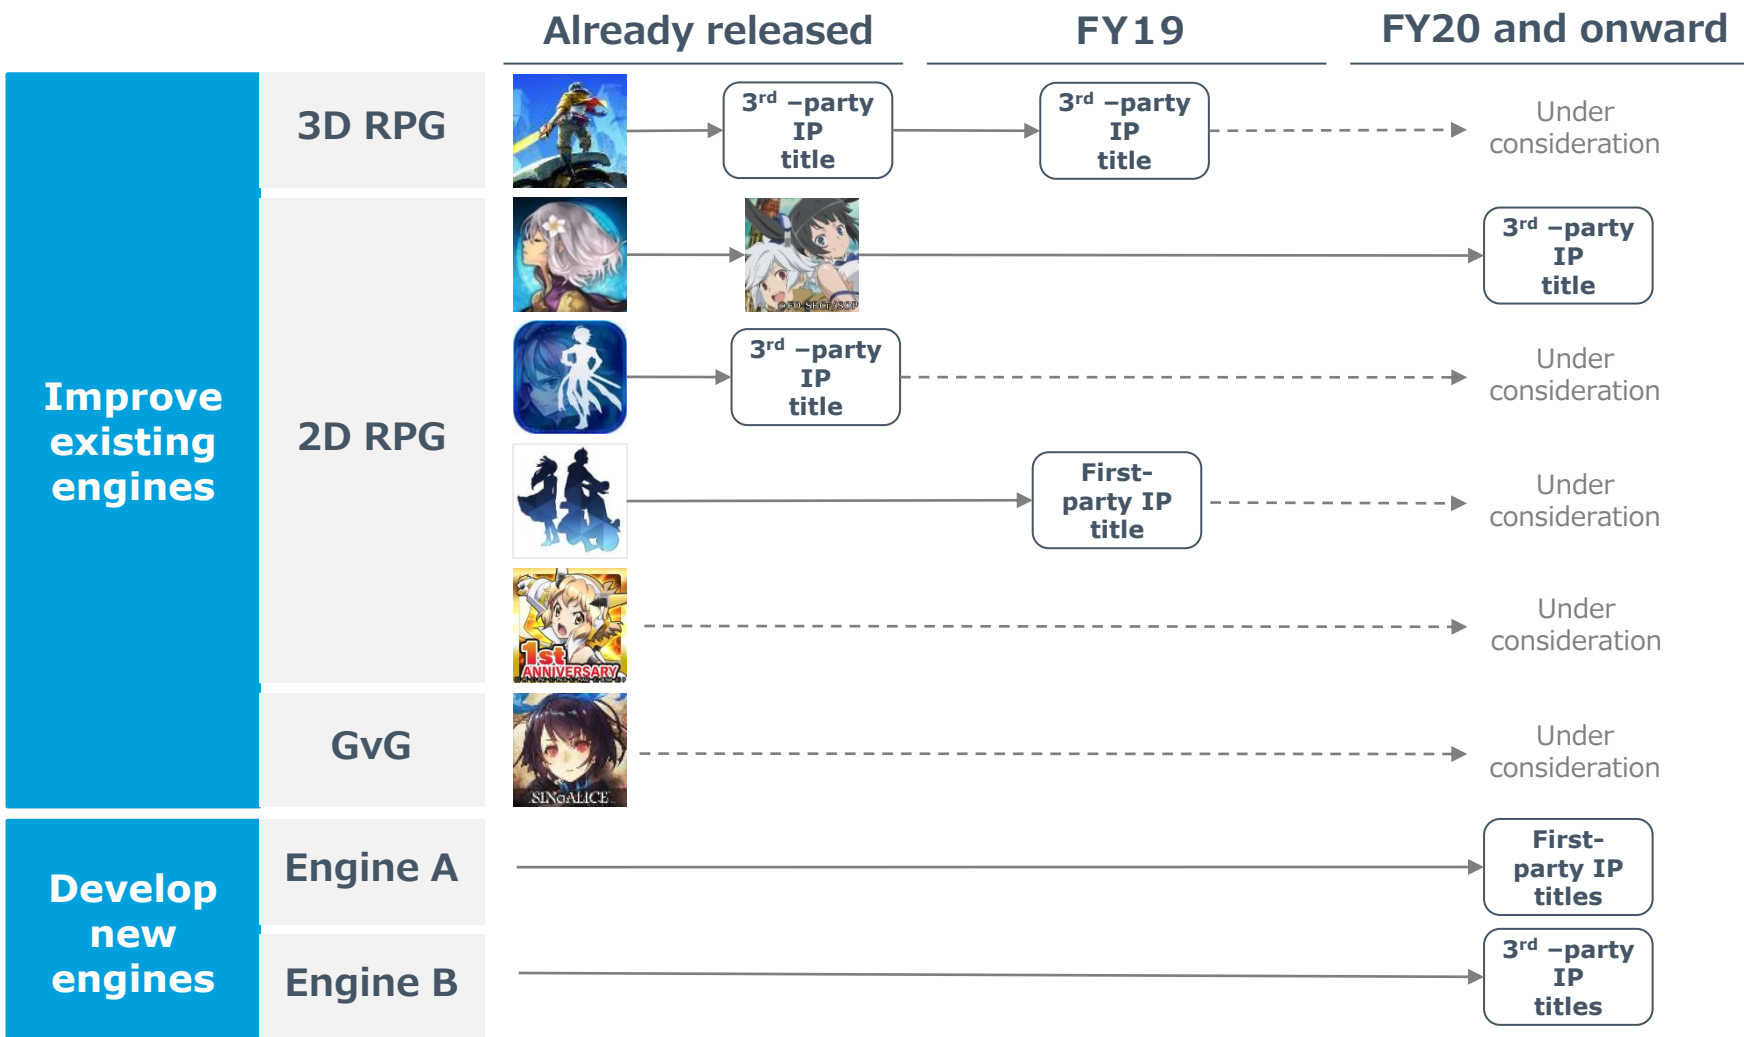 Already released
FY19
FY20 and onward
Improve
existing
engines
3D RPG
3rd –party
IP
title
3rd –party
IP
title
Under
consideration
2D RPG
3rd –party
IP
title
3rd –party
IP
title
Under
consideration
First-
party IP
title
Under
consideration
1st
ANNIVERSARY
Under
consideration
GvG
SINoALICE
Under
consideration
Develop
new
engines
Engine A
First-
party IP
titles
Engine B
3rd –party
IP
titles